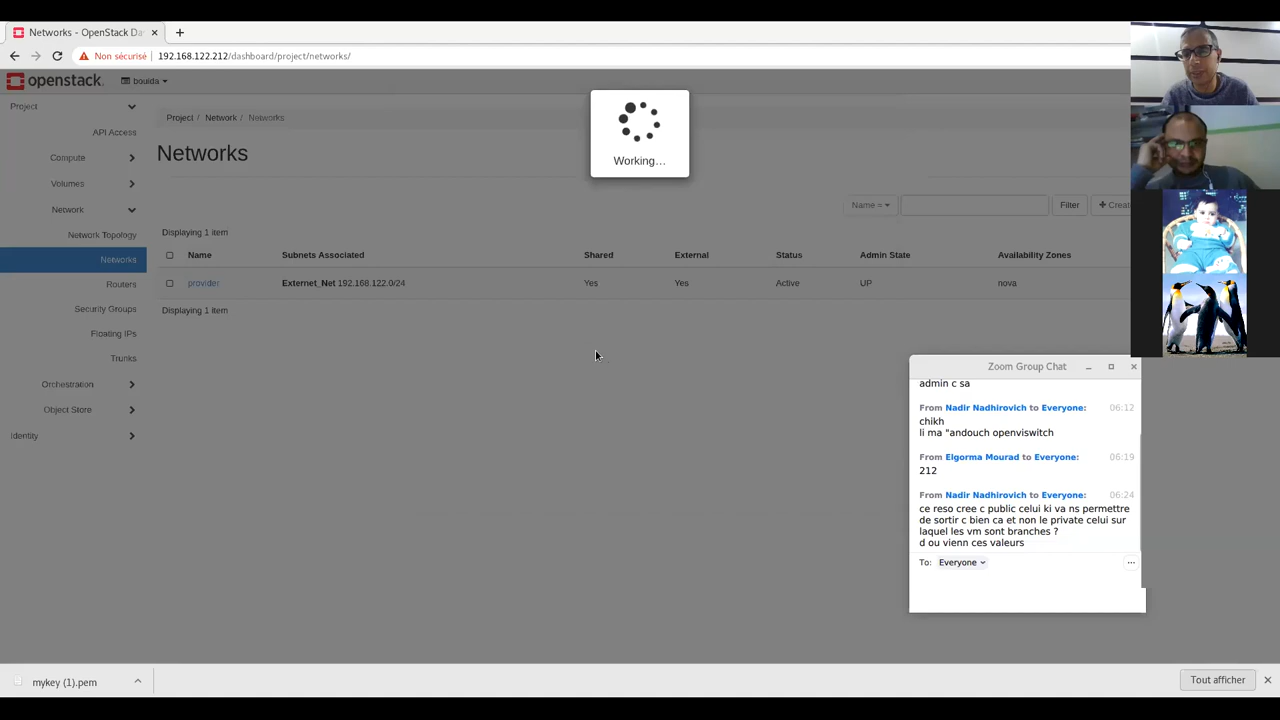 Networks - OpenStack Da
Non sécurisé
192.168.122.212/dashboard/project/networks/
openstack.
bouida
Project
API Access
Compute
Volumes
Network
Network Topology
Networks
Routers
Security Groups
Floating IPs
Trunks
Orchestration
Object Store
Identity
Project / Network / Networks
Networks
Working...
Name =
Filter
Creat
Displaying 1 item
Name Subnets Associated Shared External Status Admin State Availability Zones
provider External_Net 192.168.122.0/24 Yes Yes Active UP nova
Displaying 1 item
Zoom Group Chat
admin c sa
From Nadir Nadhirovich to Everyone: 06:12
chikh
li ma "andouch openviswitch
From Elgorma Mourad to Everyone: 06:19
212
From Nadir Nadhirovich to Everyone: 06:24
ce reso cree c public celui ki va ns permettre
de sortir c bien ca et non le private celui sur
laquel les vm sont branches ?
d ou vienn ces valeurs
To: Everyone
mykey (1).pem
Tout afficher